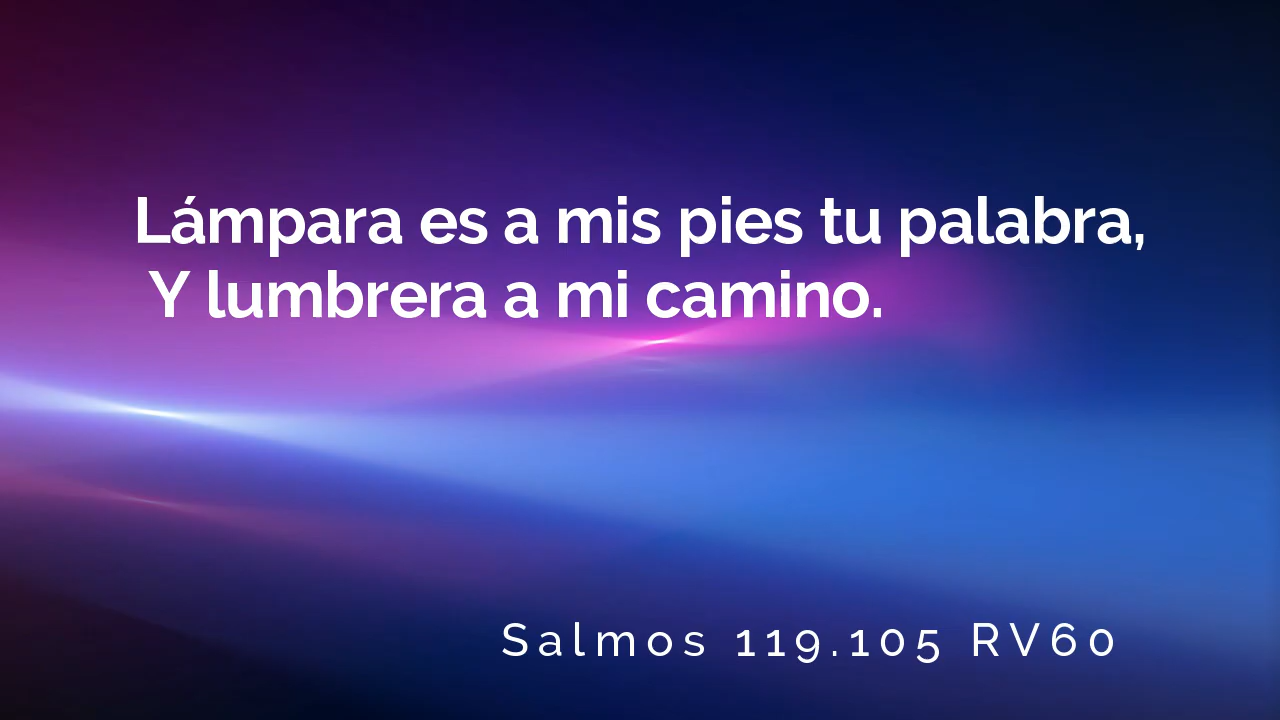 Lámpara es a mis pies tu palabra,
Y lumbrera a mi camino.
Salmos 119.105 RV60